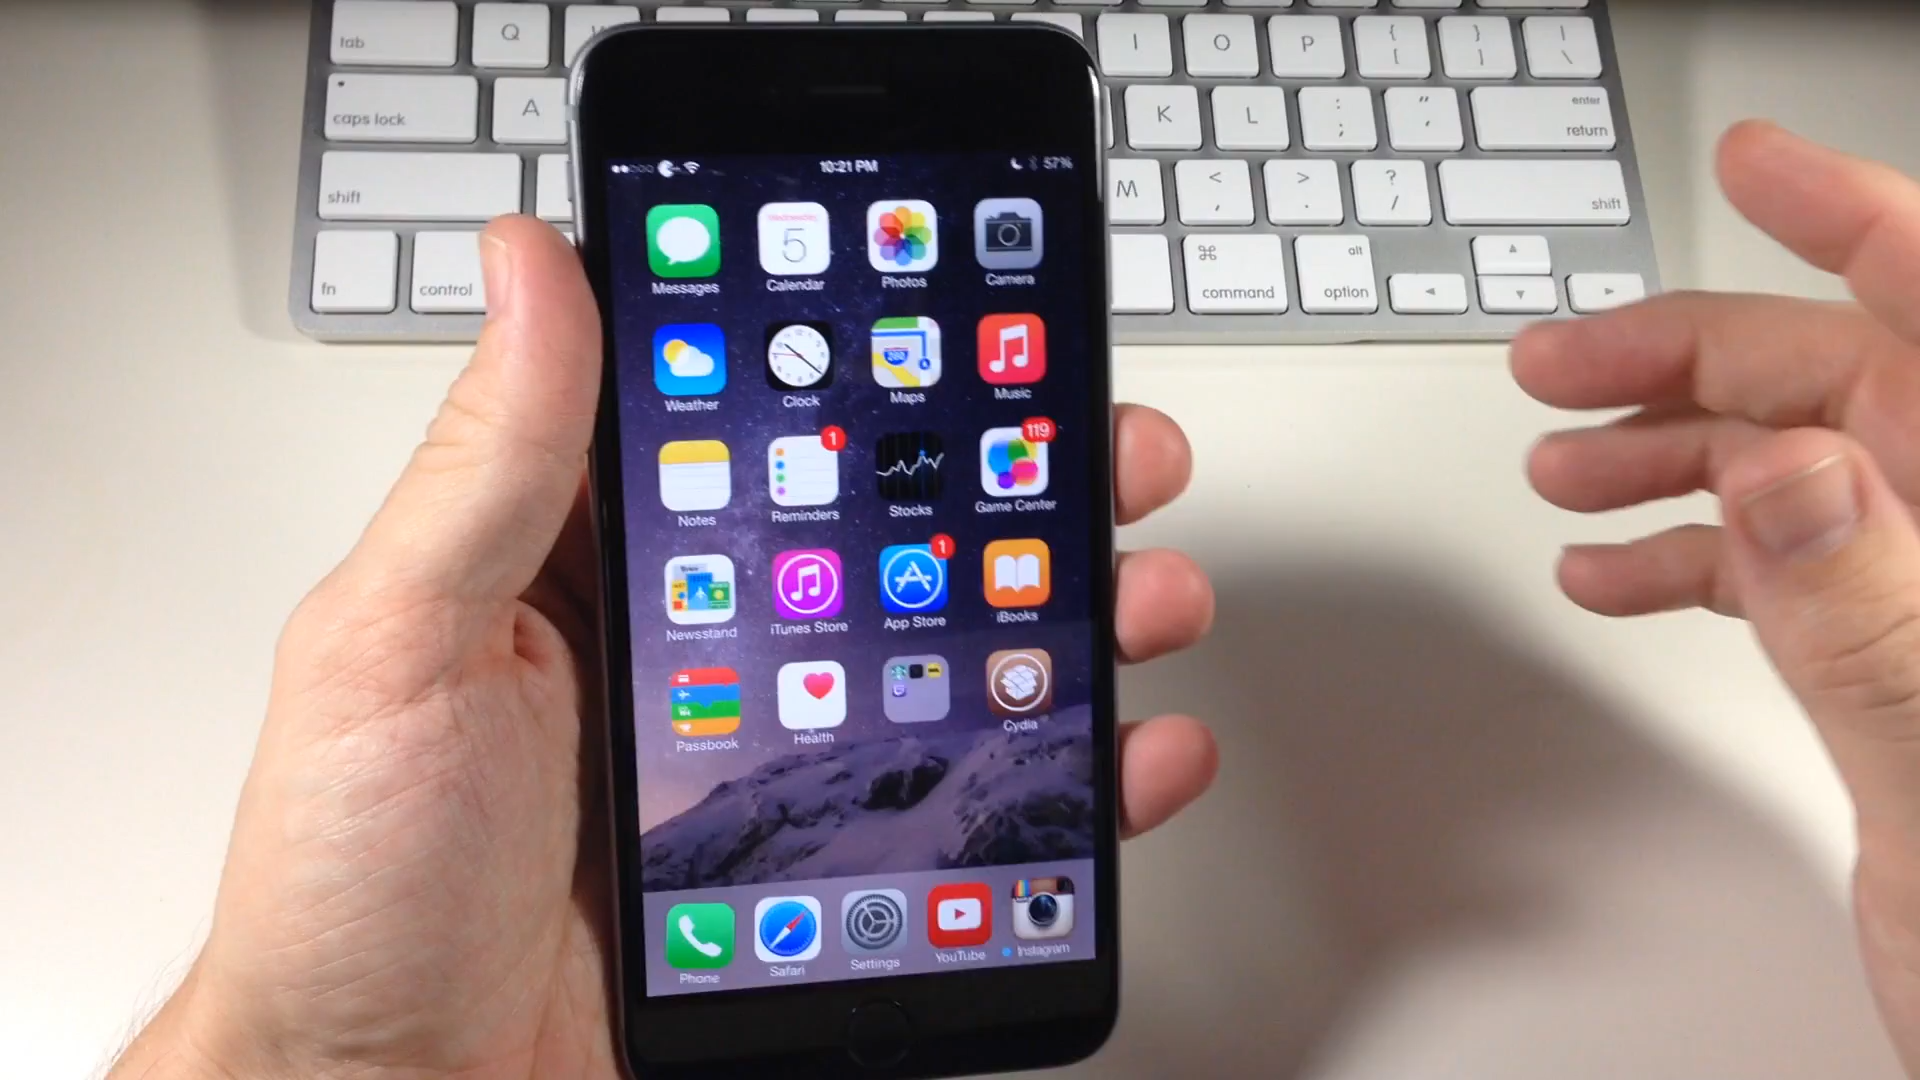 tab Q I O P { [ } ] | \
caps lock A K L : ; " ' enter return
shift M < , > . ? / shift
fn control ⌘ command alt option
10:21 PM 57%
Messages Calendar Photos Camera
Wednesday
5
Weather Clock Maps Music
280
1 119
Notes Reminders Stocks Game Center
1
Newsstand iTunes Store App Store iBooks
Passbook Health Cydia
Phone Safari Settings YouTube Instagram